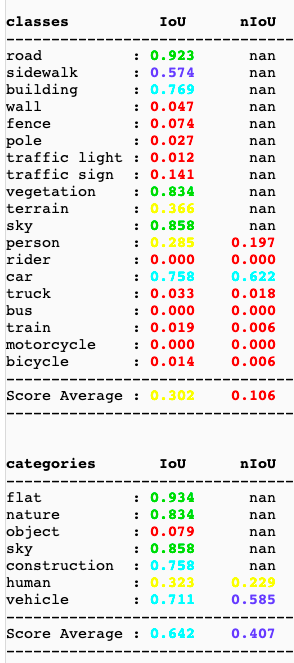 classes IoU nIoU
--------------------------------
road : 0.923 nan
sidewalk : 0.574 nan
building : 0.769 nan
wall : 0.047 nan
fence : 0.074 nan
pole : 0.027 nan
traffic light : 0.012 nan
traffic sign : 0.141 nan
vegetation : 0.834 nan
terrain : 0.366 nan
sky : 0.858 nan
person : 0.285 0.197
rider : 0.000 0.000
car : 0.758 0.622
truck : 0.033 0.018
bus : 0.000 0.000
train : 0.019 0.006
motorcycle : 0.000 0.000
bicycle : 0.014 0.006
--------------------------------
Score Average : 0.302 0.106
--------------------------------
categories IoU nIoU
--------------------------------
flat : 0.934 nan
nature : 0.834 nan
object : 0.079 nan
sky : 0.858 nan
construction : 0.758 nan
human : 0.323 0.229
vehicle : 0.711 0.585
--------------------------------
Score Average : 0.642 0.407
--------------------------------